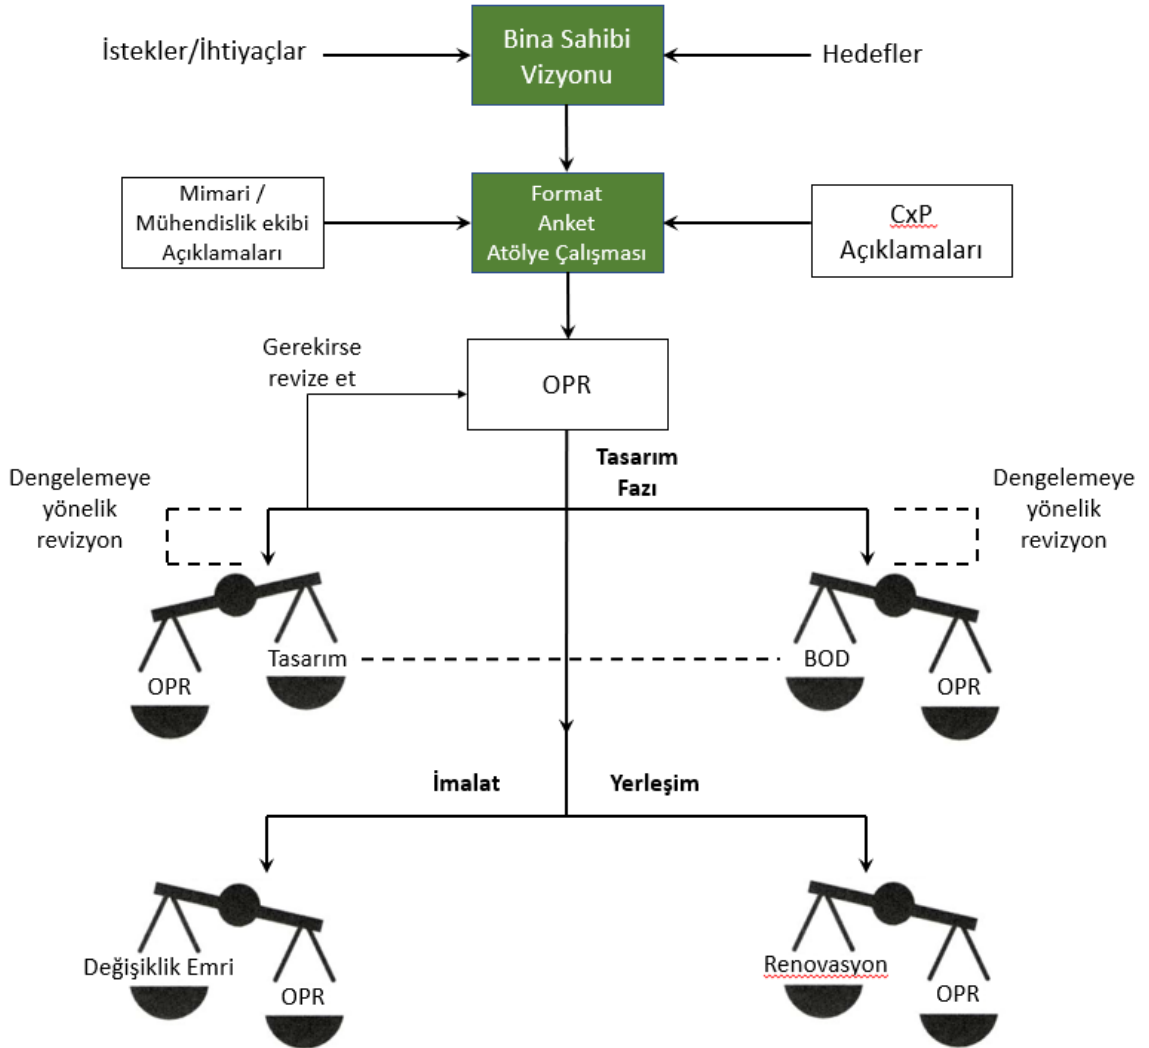 İstekler/İhtiyaçlar
Bina Sahibi
Vizyonu
Hedefler
Mimari /
Mühendislik ekibi
Açıklamaları
Format
Anket
Atölye Çalışması
CxP
Açıklamaları
Gerekirse
revize et
OPR
Tasarım
Fazı
Dengelemeye
yönelik
revizyon
Dengelemeye
yönelik
revizyon
OPR
Tasarım
BOD
OPR
İmalat
Yerleşim
Değişiklik Emri
OPR
Renovasyon
OPR